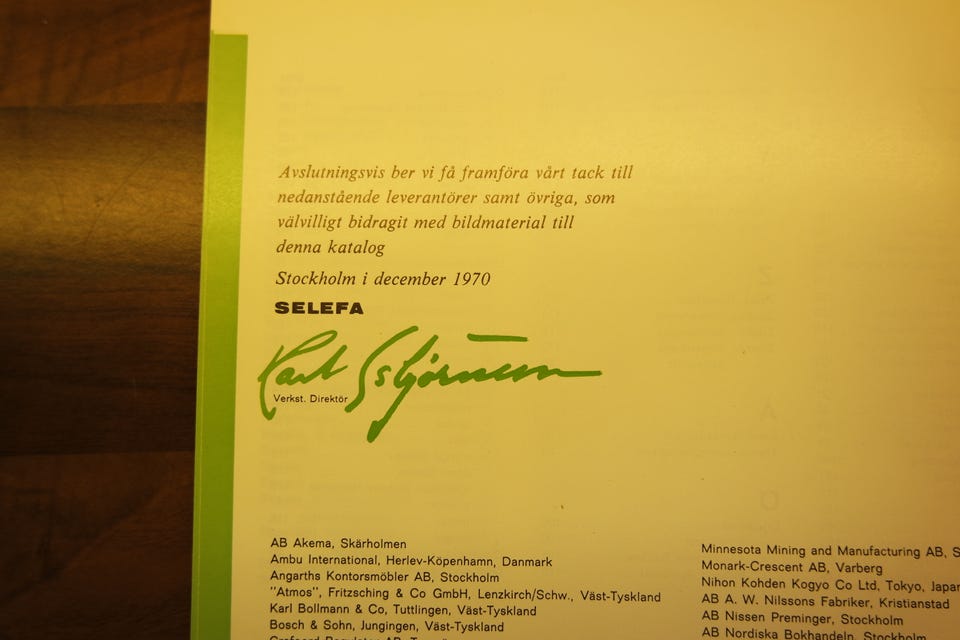 Avslutningsvis ber vi få framföra vårt tack till
nedanstående leverantörer samt övriga, som
välvilligt bidragit med bildmaterial till
denna katalog
Stockholm i december 1970
SELEFA
Karl
Verkst. Direktör
AB Akema, Skärholmen
Ambu International, Herlev-Köpenhamn, Danmark
Angarths Kontorsmöbler AB, Stockholm
"Atmos", Fritzsching & Co GmbH, Lenzkirch/Schw., Väst-Tyskland
Karl Bollmann & Co, Tuttlingen, Väst-Tyskland
Bosch & Sohn, Jungingen, Väst-Tyskland
Minnesota Mining and Manufacturing AB, S
Monark-Crescent AB, Varberg
Nihon Kohden Kogyo Co Ltd, Tokyo, Japan
AB A. W. Nilssons Fabriker, Kristianstad
AB Nissen Preminger, Stockholm
AB Nordiska Bokhandeln, Stockholm